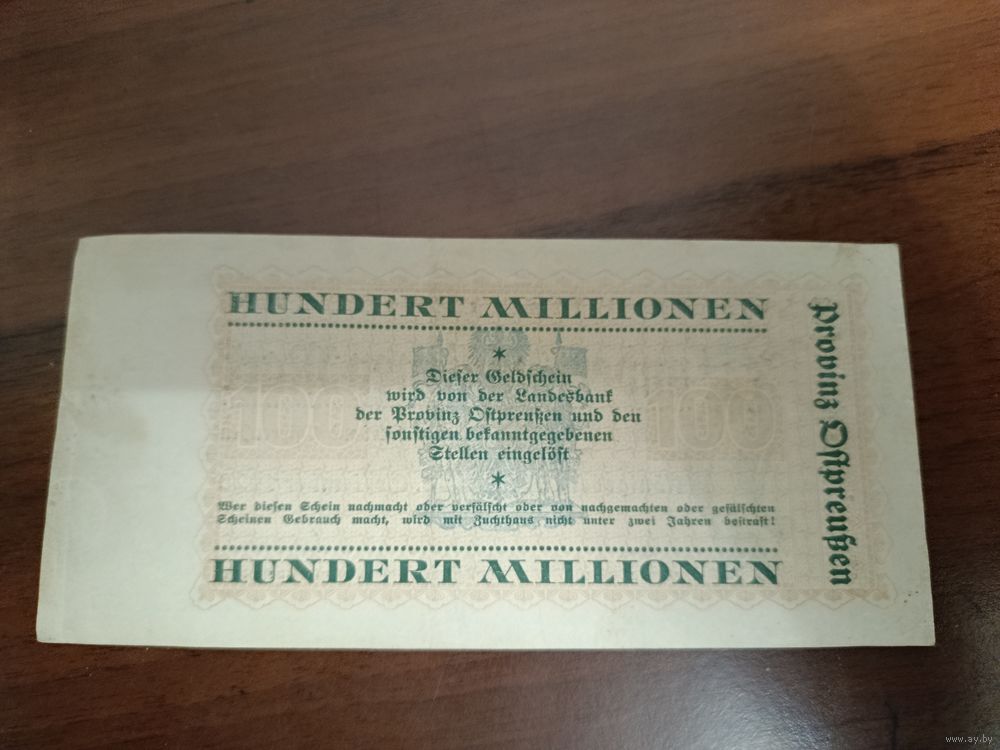 HUNDERT MILLIONEN
Dieser Geldschein
wird von der Landesbank
der Provinz Ostpreußen und den
sonstigen bekanntgegebenen
Stellen eingelöst
Wer diesen Schein nachmacht oder verfälscht oder von nachgemachten oder gefälschten
Scheinen Gebrauch macht, wird mit Zuchthaus nicht unter zwei Jahren bestraft!
HUNDERT MILLIONEN
Provinz Ostpreußen
100
100
www.ay.by